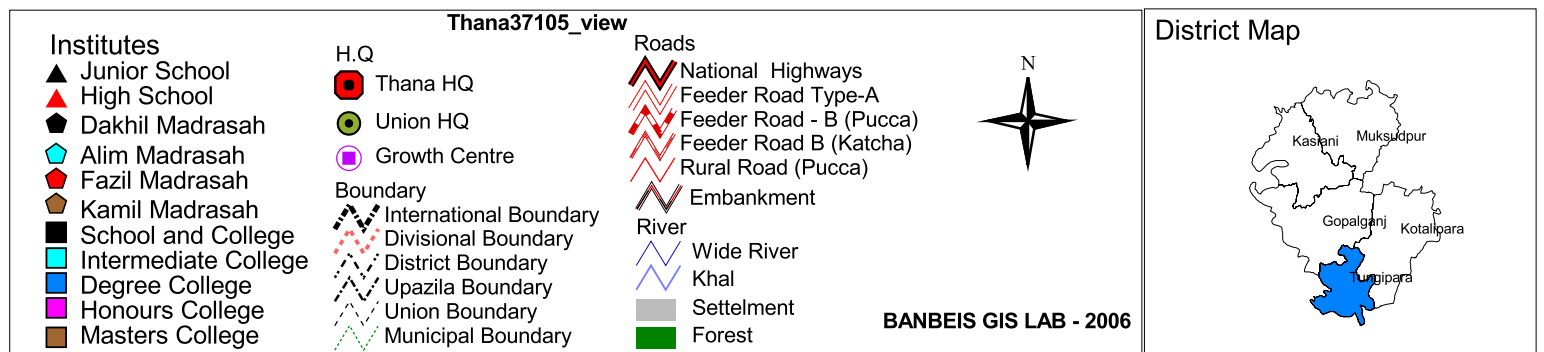 Thana37105_view
Institutes
Junior School
High School
Dakhil Madrasah
Alim Madrasah
Fazil Madrasah
Kamil Madrasah
School and College
Intermediate College
Degree College
Honours College
Masters College
H.Q
Thana HQ
Union HQ
Growth Centre
Boundary
International Boundary
Divisional Boundary
District Boundary
Upazila Boundary
Union Boundary
Municipal Boundary
Roads
National Highways
Feeder Road Type-A
Feeder Road - B (Pucca)
Feeder Road B (Katcha)
Rural Road (Pucca)
Embankment
River
Wide River
Khal
Settelment
Forest
N
BANBEIS GIS LAB - 2006
District Map
Kasiani
Muksudpur
Gopalganj
Kotalipara
Tungipara